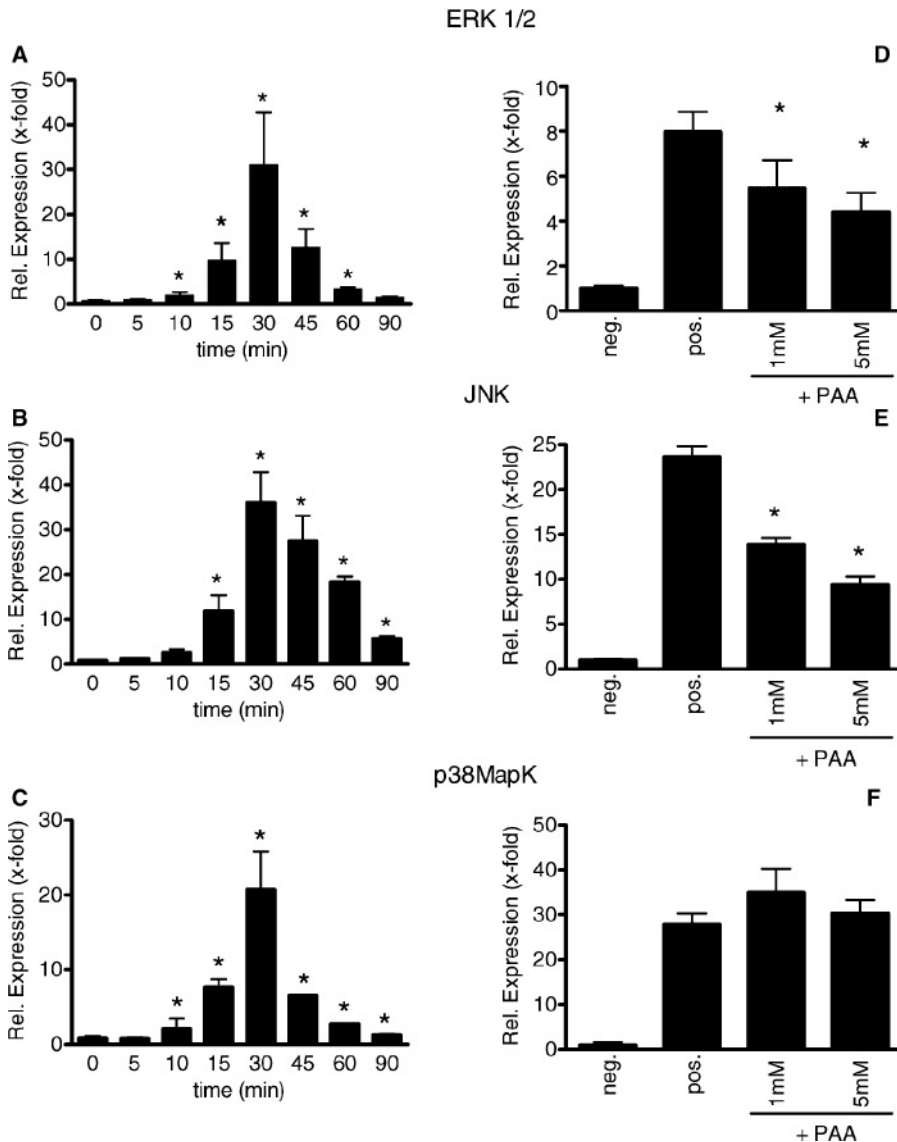 ERK 1/2
A
Rel. Expression (x-fold)
50
40
30
20
10
0
* * * * *
0 5 10 15 30 45 60 90
time (min)
D
Rel. Expression (x-fold)
10
8
6
4
2
0
* *
neg. pos. 1mM 5mM
+ PAA
JNK
B
Rel. Expression (x-fold)
50
40
30
20
10
0
* * * * *
0 5 10 15 30 45 60 90
time (min)
E
Rel. Expression (x-fold)
25
20
15
10
5
0
* *
neg. pos. 1mM 5mM
+ PAA
p38MapK
C
Rel. Expression (x-fold)
30
20
10
0
* * * * * *
0 5 10 15 30 45 60 90
time (min)
F
Rel. Expression (x-fold)
50
40
30
20
10
0
neg. pos. 1mM 5mM
+ PAA